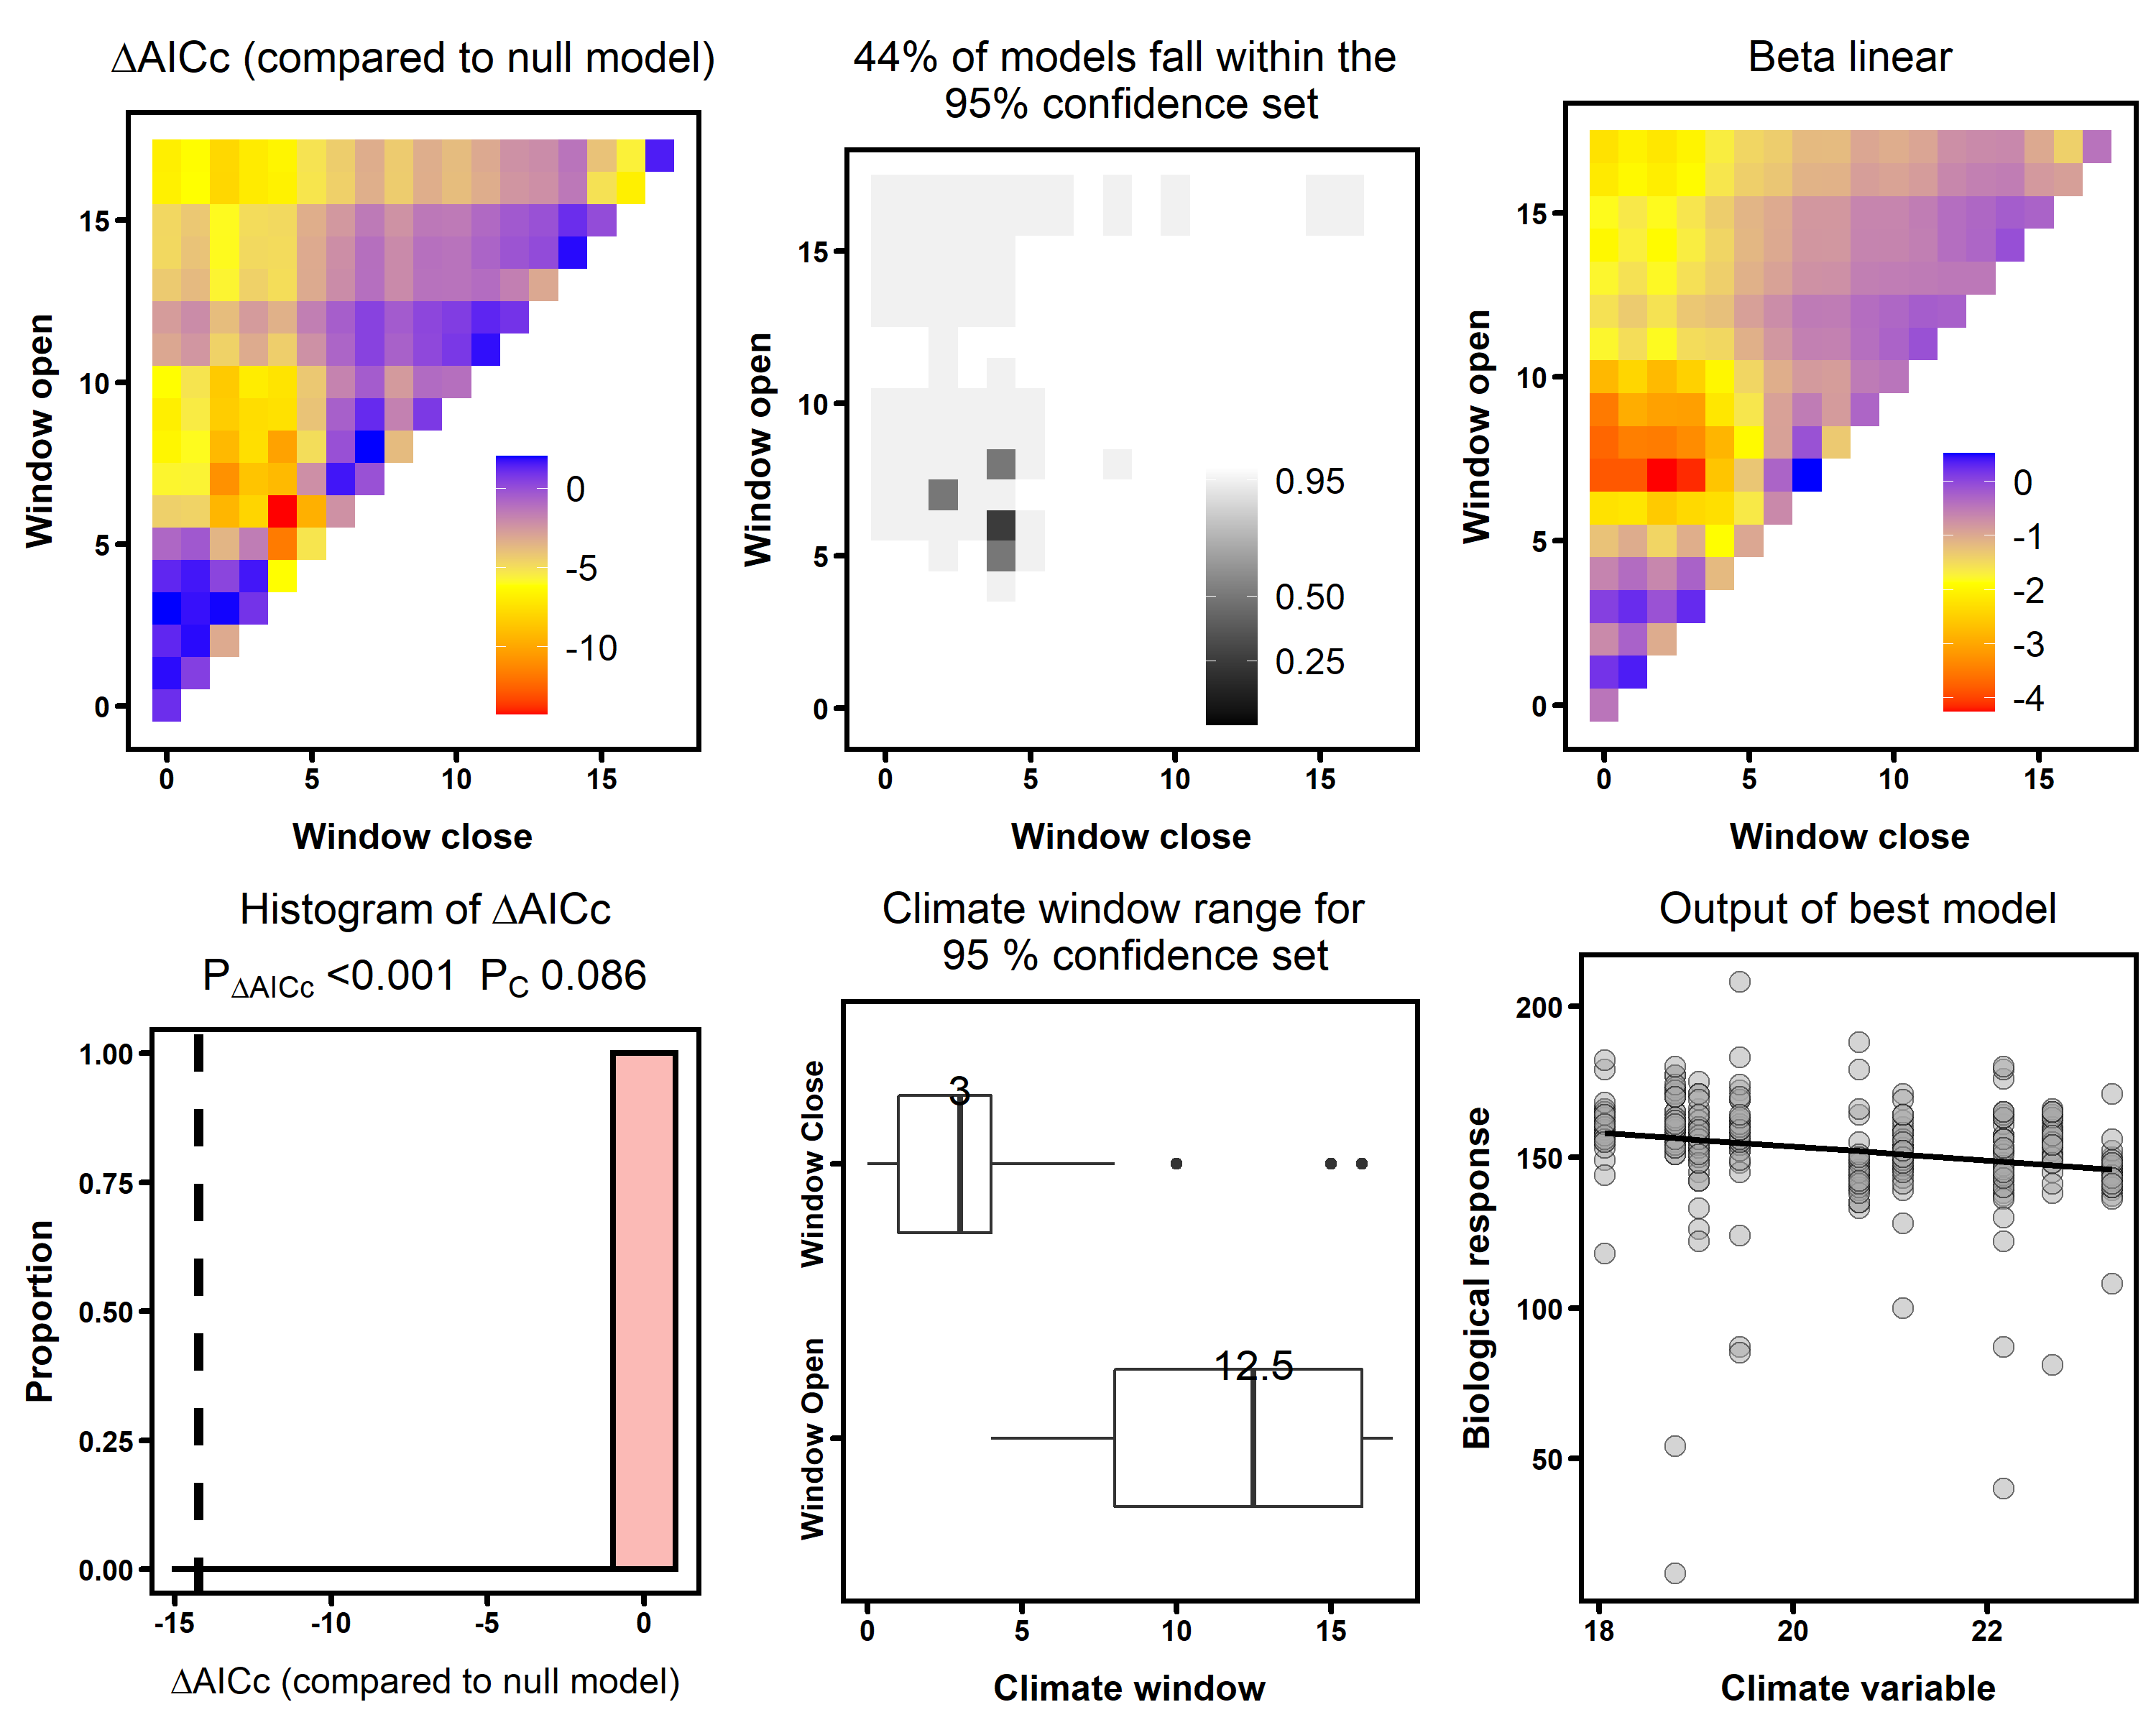 ΔAICc (compared to null model)
Window open
15
10
5
0
0
-5
-10
0 5 10 15
Window close
44% of models fall within the
95% confidence set
Window open
15
10
5
0
0.95
0.50
0.25
0 5 10 15
Window close
Beta linear
Window open
15
10
5
0
0
-1
-2
-3
-4
0 5 10 15
Window close
Histogram of ΔAICc
PΔAICc <0.001 PC 0.086
Proportion
1.00
0.75
0.50
0.25
0.00
-15 -10 -5 0
ΔAICc (compared to null model)
Climate window range for
95 % confidence set
Window Close
3
Window Open
12.5
0 5 10 15
Climate window
Output of best model
Biological response
200
150
100
50
18 20 22
Climate variable